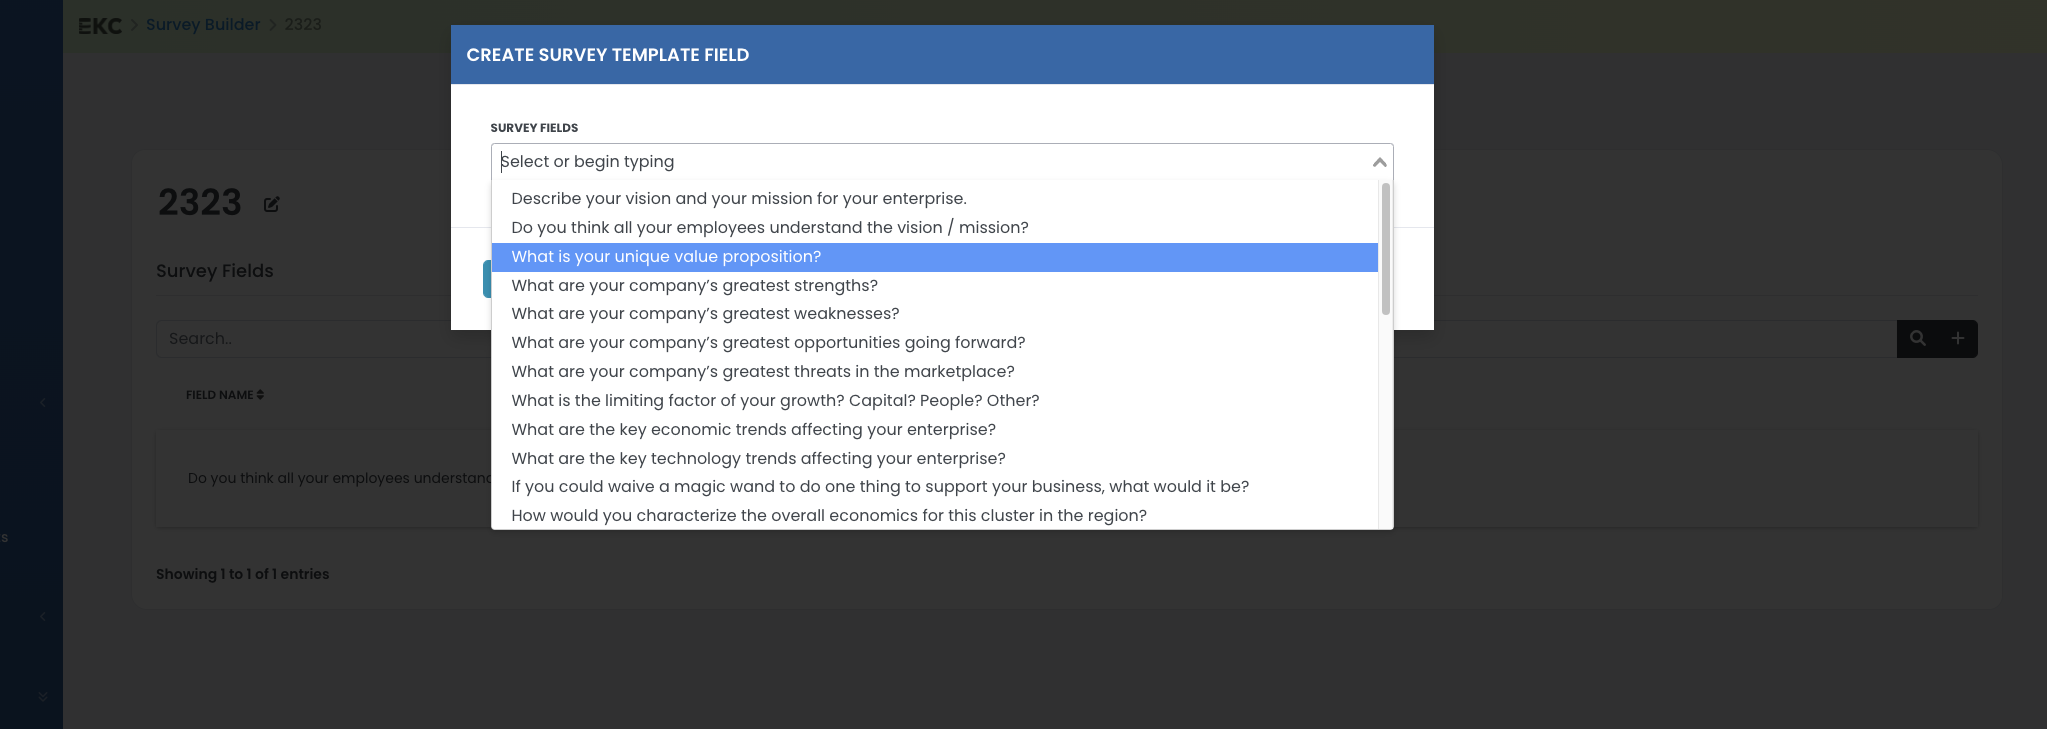 EKC > Survey Builder > 2323
CREATE SURVEY TEMPLATE FIELD
SURVEY FIELDS
Select or begin typing
Describe your vision and your mission for your enterprise.
Do you think all your employees understand the vision / mission?
What is your unique value proposition?
What are your company’s greatest strengths?
What are your company’s greatest weaknesses?
What are your company’s greatest opportunities going forward?
What are your company’s greatest threats in the marketplace?
What is the limiting factor of your growth? Capital? People? Other?
What are the key economic trends affecting your enterprise?
What are the key technology trends affecting your enterprise?
If you could waive a magic wand to do one thing to support your business, what would it be?
How would you characterize the overall economics for this cluster in the region?
2323
Survey Fields
Search..
FIELD NAME
Do you think all your employees understand
Showing 1 to 1 of 1 entries
s